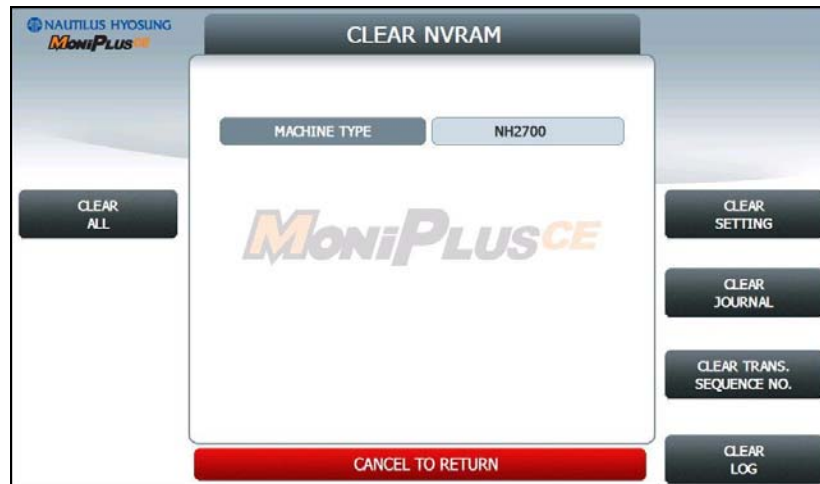 NAUTILUS HYOSUNG
MONiPLUSCE
CLEAR NVRAM
MACHINE TYPE
NH2700
CLEAR
ALL
MONiPLUSCE
CLEAR
SETTING
CLEAR
JOURNAL
CLEAR TRANS.
SEQUENCE NO.
CLEAR
LOG
CANCEL TO RETURN